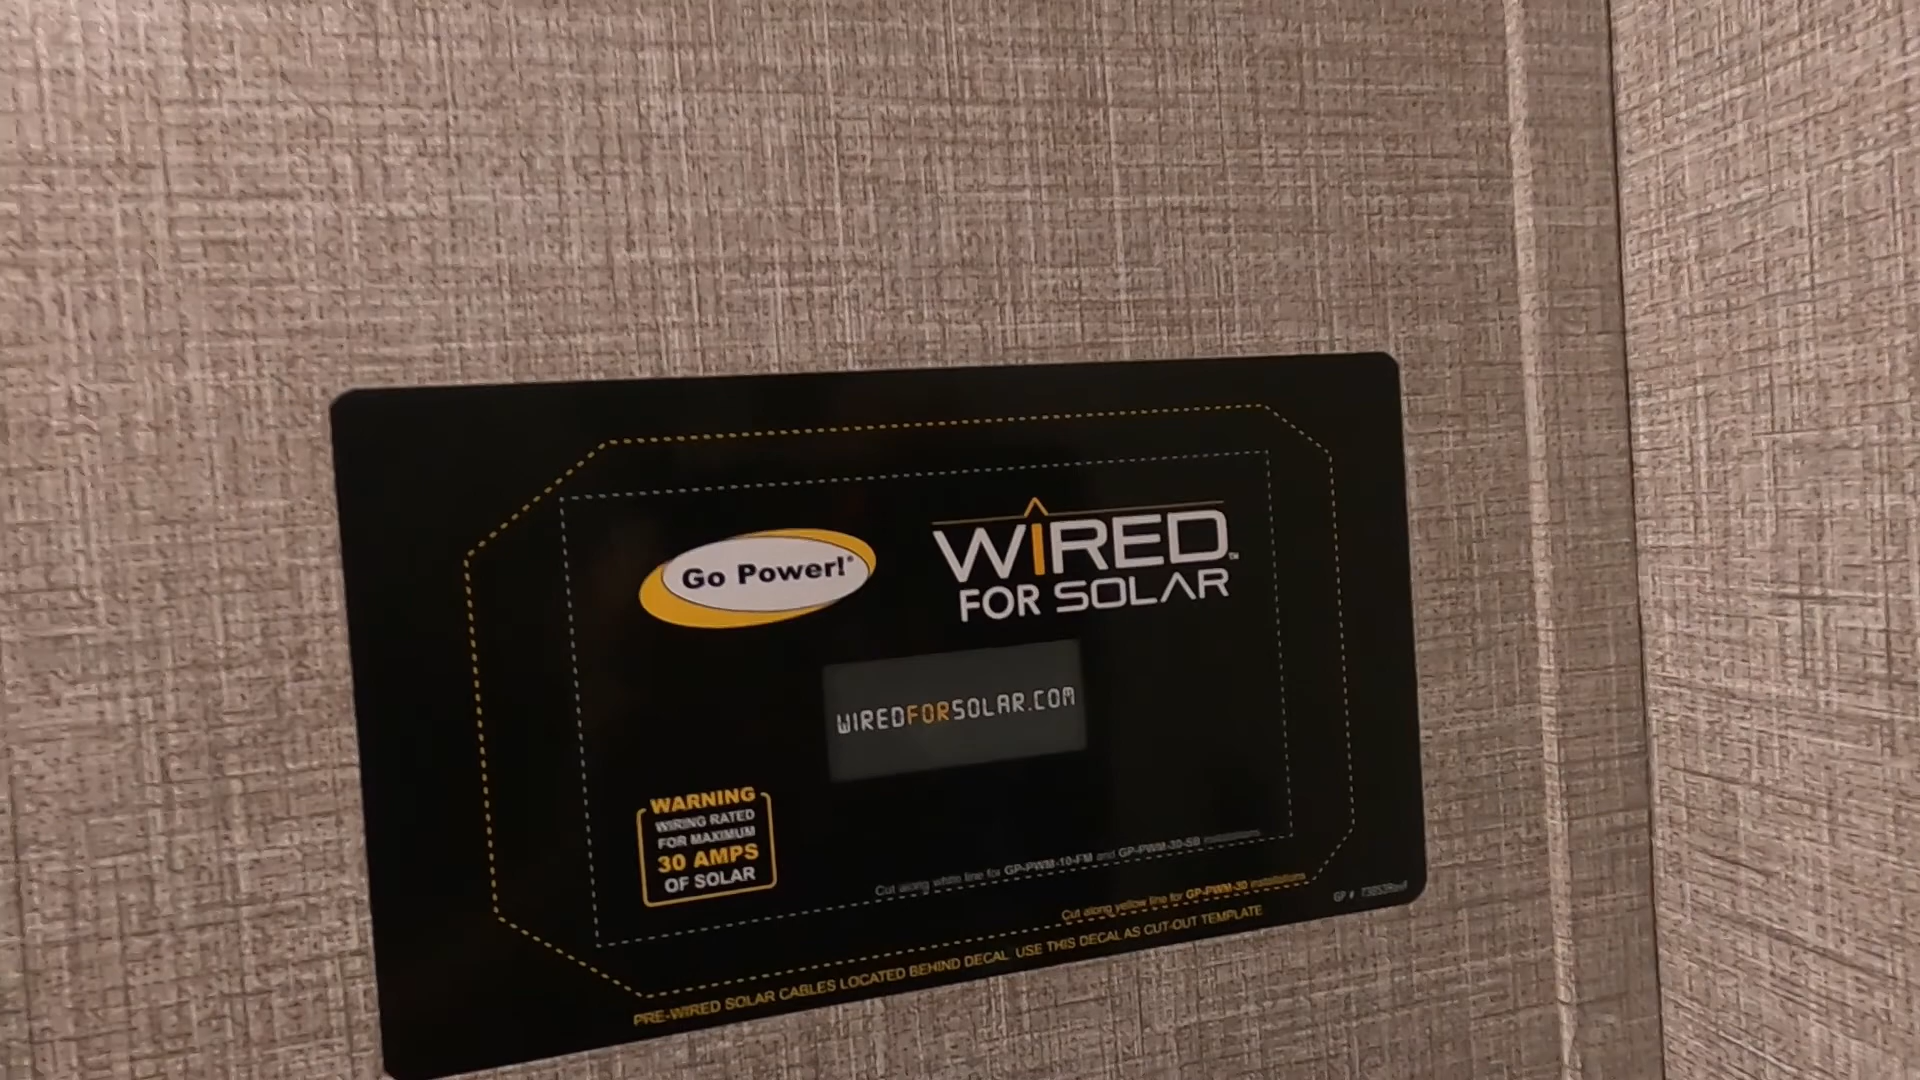 Go Power!®
WIRED™
FOR SOLAR
WIREDFORSOLAR.COM
WARNING
WIRING RATED
FOR MAXIMUM
30 AMPS
OF SOLAR
Cut along white line for GP-PWM-10-FM and GP-PWM-30-SB installations
Cut along yellow line for GP-PWM-30 installations
GP #
PRE-WIRED SOLAR CABLES LOCATED BEHIND DECAL USE THIS DECAL AS CUT-OUT TEMPLATE